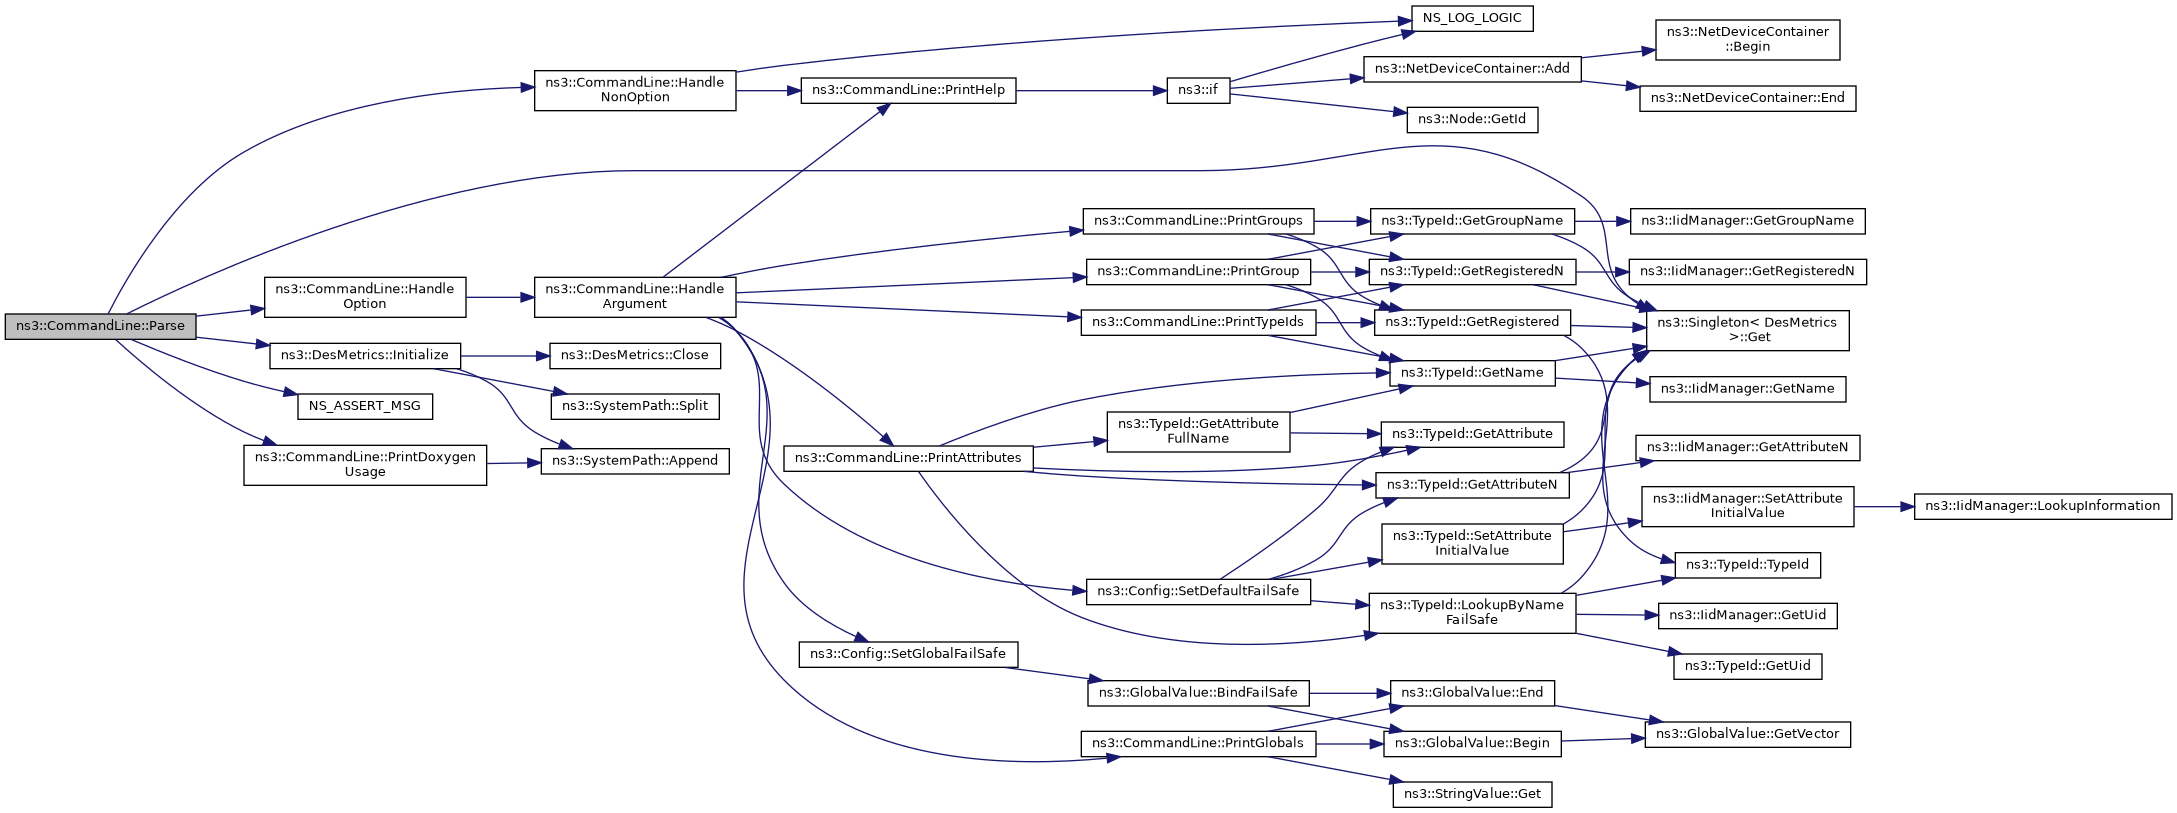 ns3::CommandLine::Parse
ns3::CommandLine::Handle
NonOption
ns3::CommandLine::Handle
Option
ns3::DesMetrics::Initialize
NS_ASSERT_MSG
ns3::CommandLine::PrintDoxygen
Usage
ns3::CommandLine::Handle
Argument
ns3::DesMetrics::Close
ns3::SystemPath::Split
ns3::SystemPath::Append
ns3::CommandLine::PrintHelp
ns3::CommandLine::PrintAttributes
ns3::Config::SetGlobalFailSafe
ns3::if
ns3::CommandLine::PrintGroups
ns3::CommandLine::PrintGroup
ns3::CommandLine::PrintTypeIds
ns3::TypeId::GetAttribute
FullName
ns3::Config::SetDefaultFailSafe
ns3::GlobalValue::BindFailSafe
ns3::CommandLine::PrintGlobals
NS_LOG_LOGIC
ns3::NetDeviceContainer::Add
ns3::Node::GetId
ns3::TypeId::GetGroupName
ns3::TypeId::GetRegisteredN
ns3::TypeId::GetRegistered
ns3::TypeId::GetName
ns3::TypeId::GetAttribute
ns3::TypeId::GetAttributeN
ns3::TypeId::SetAttribute
InitialValue
ns3::TypeId::LookupByName
FailSafe
ns3::GlobalValue::End
ns3::GlobalValue::Begin
ns3::StringValue::Get
ns3::NetDeviceContainer
::Begin
ns3::NetDeviceContainer::End
ns3::IidManager::GetGroupName
ns3::IidManager::GetRegisteredN
ns3::Singleton< DesMetrics
>::Get
ns3::IidManager::GetName
ns3::IidManager::GetAttributeN
ns3::IidManager::SetAttribute
InitialValue
ns3::TypeId::TypeId
ns3::IidManager::GetUid
ns3::TypeId::GetUid
ns3::GlobalValue::GetVector
ns3::IidManager::LookupInformation